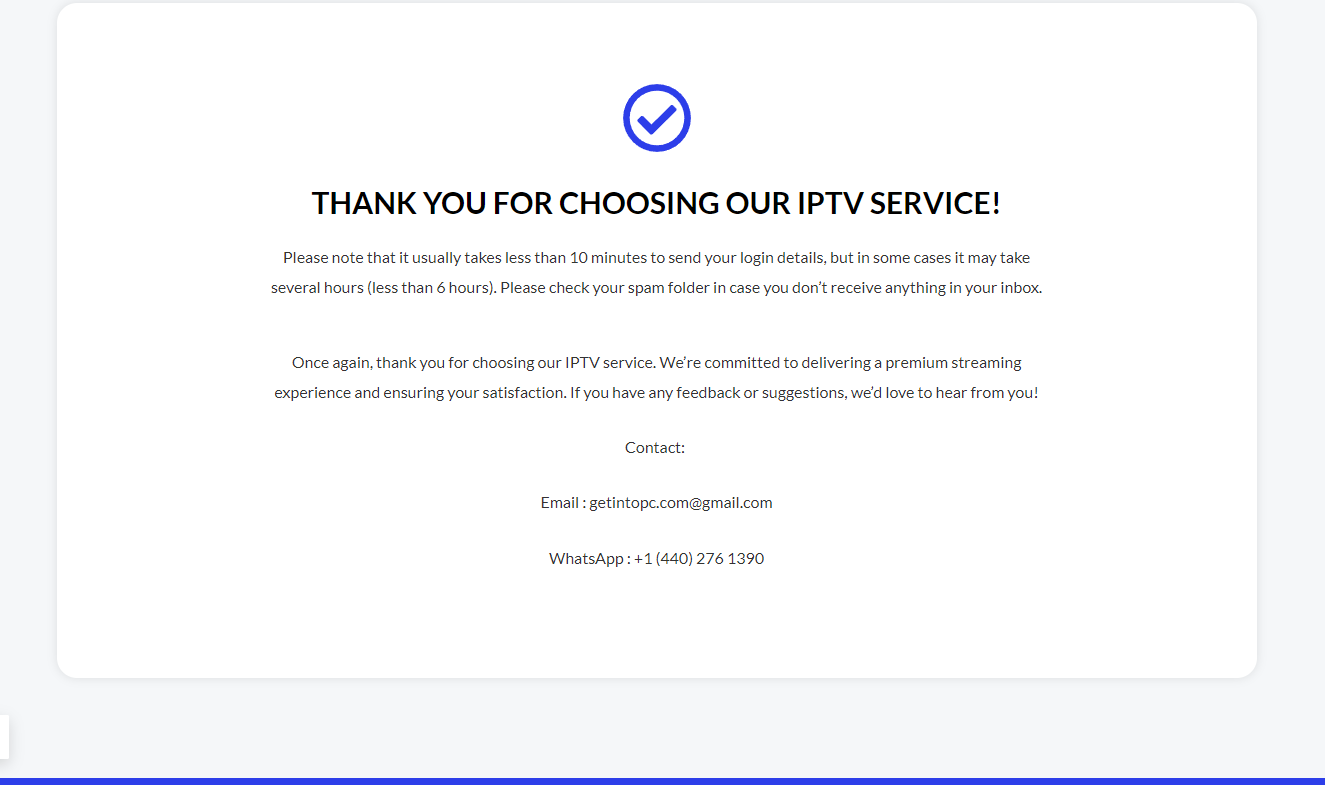 THANK YOU FOR CHOOSING OUR IPTV SERVICE!
Please note that it usually takes less than 10 minutes to send your login details, but in some cases it may take
several hours (less than 6 hours). Please check your spam folder in case you don’t receive anything in your inbox.
Once again, thank you for choosing our IPTV service. We’re committed to delivering a premium streaming
experience and ensuring your satisfaction. If you have any feedback or suggestions, we’d love to hear from you!
Contact:
Email : getintopc.com@gmail.com
WhatsApp : +1 (440) 276 1390